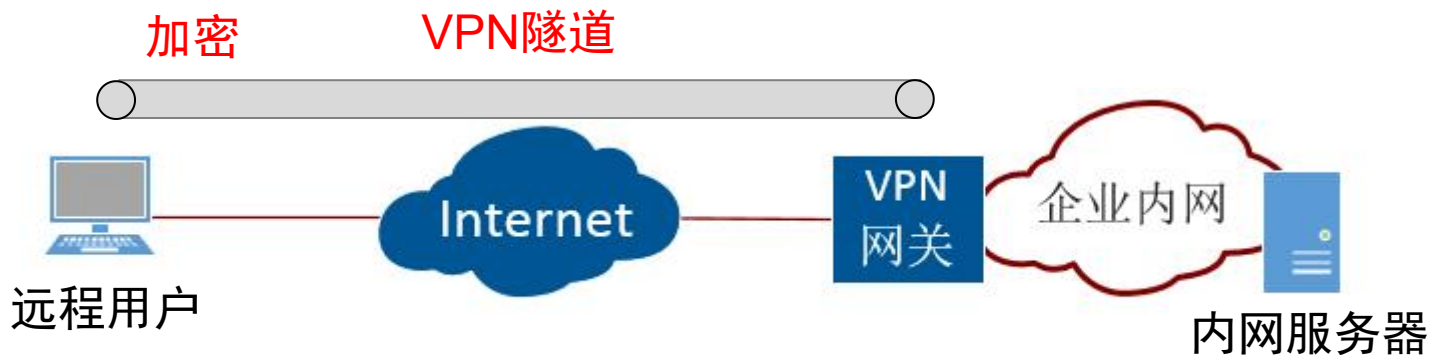 加密
VPN隧道
Internet
VPN
网关
企业内网
远程用户
内网服务器